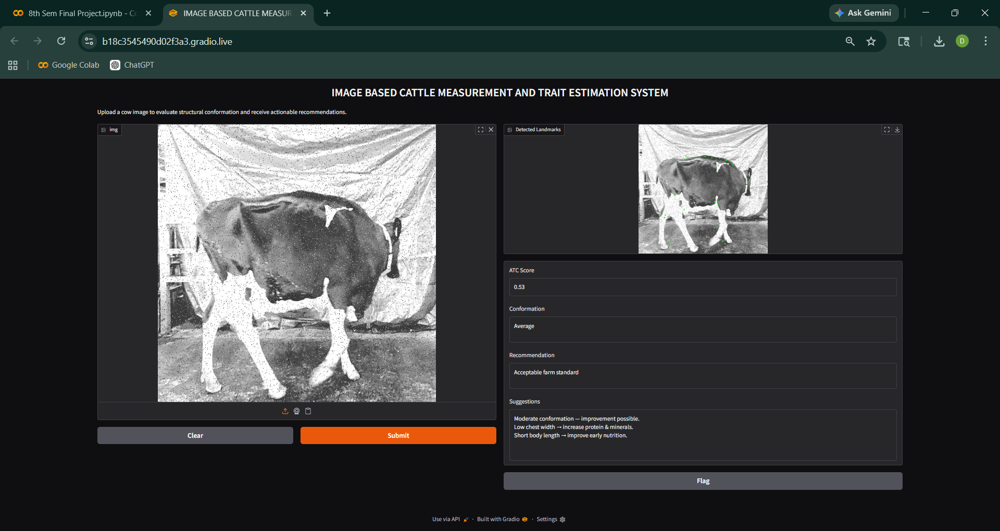 8th Sem Final Project.ipynb - Co
IMAGE BASED CATTLE MEASUR
Ask Gemini
b18c3545490d02f3a3.gradio.live
D
Google Colab
ChatGPT
IMAGE BASED CATTLE MEASUREMENT AND TRAIT ESTIMATION SYSTEM
Upload a cow image to evaluate structural conformation and receive actionable recommendations.
img
Detected Landmarks
ATC Score
0.53
Conformation
Average
Recommendation
Acceptable farm standard
Suggestions
Moderate conformation — improvement possible.
Low chest width → increase protein & minerals.
Short body length → improve early nutrition.
Clear
Submit
Flag
Use via API · Built with Gradio · Settings